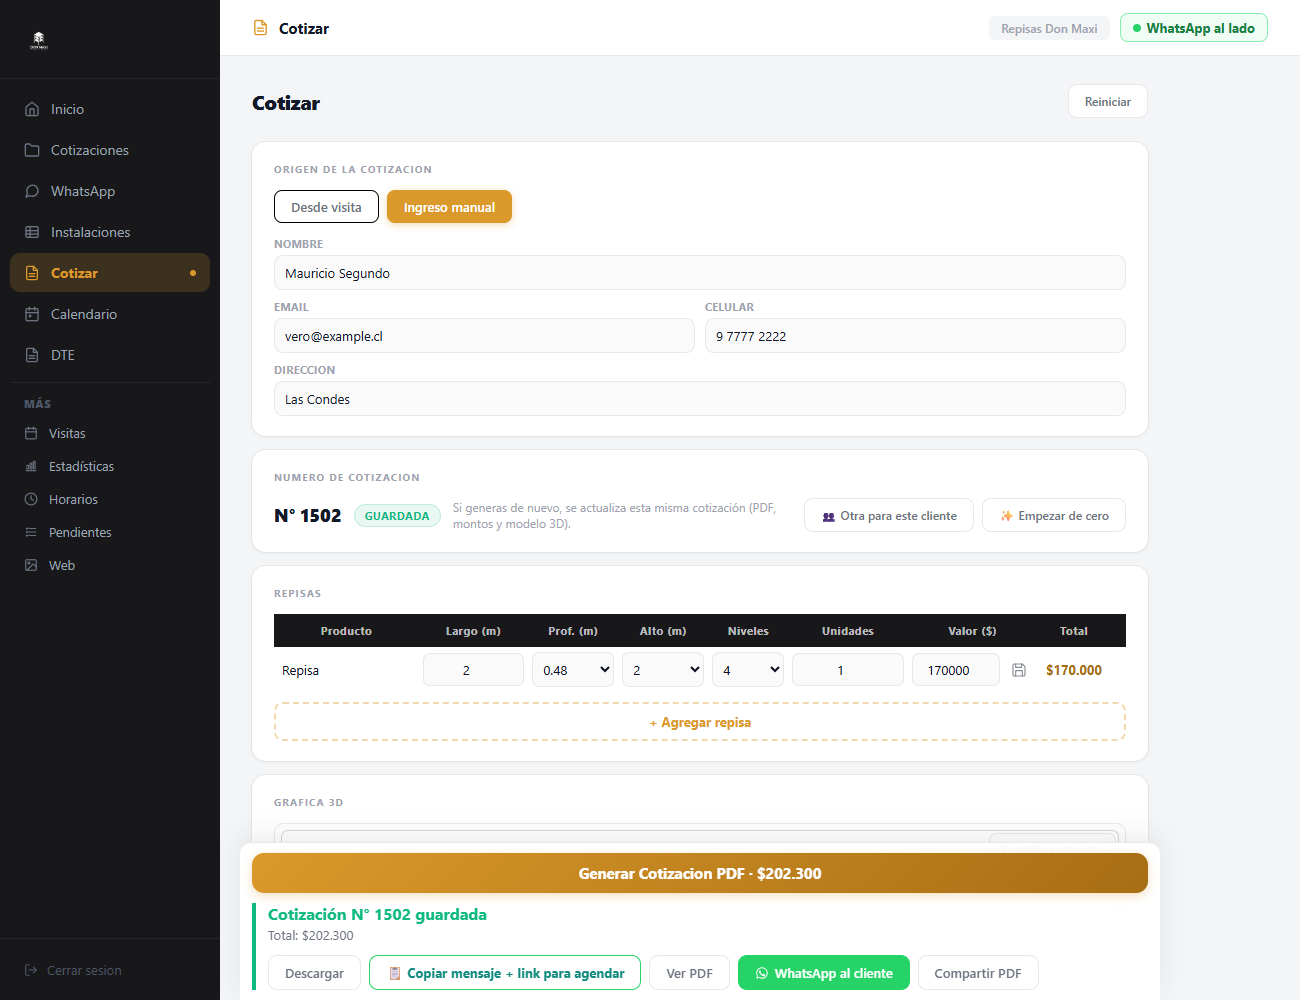 Cotizar
Repisas Don Maxi
WhatsApp al lado
DON MAXI
Inicio
Cotizaciones
WhatsApp
Instalaciones
Cotizar
Calendario
DTE
MÁS
Visitas
Estadísticas
Horarios
Pendientes
Web
Cerrar sesion
Cotizar
Reiniciar
ORIGEN DE LA COTIZACION
Desde visita
Ingreso manual
NOMBRE
Mauricio Segundo
EMAIL
CELULAR
vero@example.cl
9 7777 2222
DIRECCION
Las Condes
NUMERO DE COTIZACION
N° 1502
GUARDADA
Si generas de nuevo, se actualiza esta misma cotización (PDF,
montos y modelo 3D).
Otra para este cliente
Empezar de cero
REPISAS
Producto Largo (m) Prof. (m) Alto (m) Niveles Unidades Valor ($) Total
Repisa 2 0.48 2 4 1 170000 $170.000
+ Agregar repisa
GRAFICA 3D
Generar Cotizacion PDF · $202.300
Cotización N° 1502 guardada
Total: $202.300
Descargar
Copiar mensaje + link para agendar
Ver PDF
WhatsApp al cliente
Compartir PDF